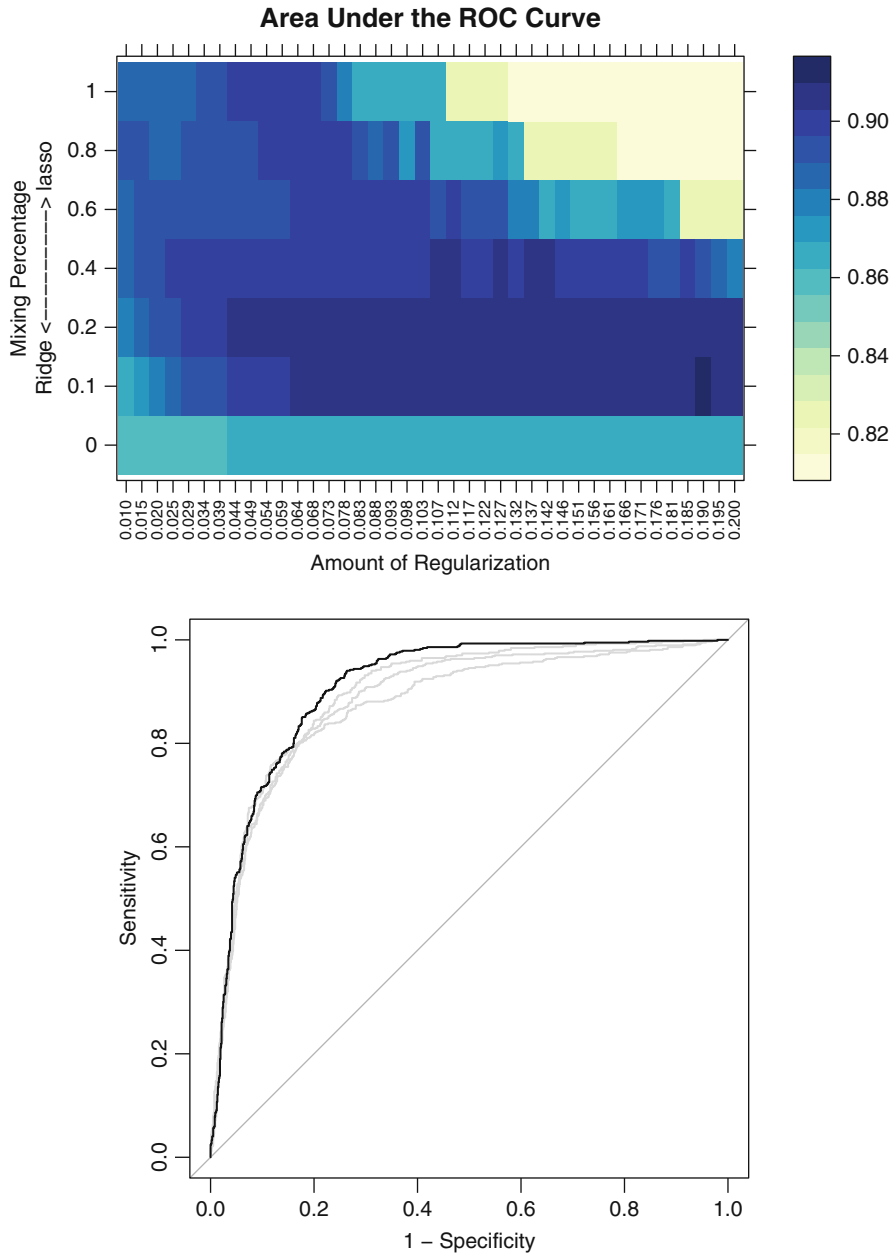 Area Under the ROC Curve
Mixing Percentage
Ridge <−−−−−−−−−−> lasso
1
0.8
0.6
0.4
0.2
0.1
0
0.90
0.88
0.86
0.84
0.82
0.010 0.015 0.020 0.025 0.029 0.034 0.039 0.044 0.049 0.054 0.059 0.064 0.068 0.073 0.078 0.083 0.088 0.093 0.098 0.103 0.107 0.112 0.117 0.122 0.127 0.132 0.137 0.142 0.146 0.151 0.156 0.161 0.166 0.171 0.176 0.181 0.185 0.190 0.195 0.200
Amount of Regularization
Sensitivity
1.0
0.8
0.6
0.4
0.2
0.0
0.0 0.2 0.4 0.6 0.8 1.0
1 − Specificity